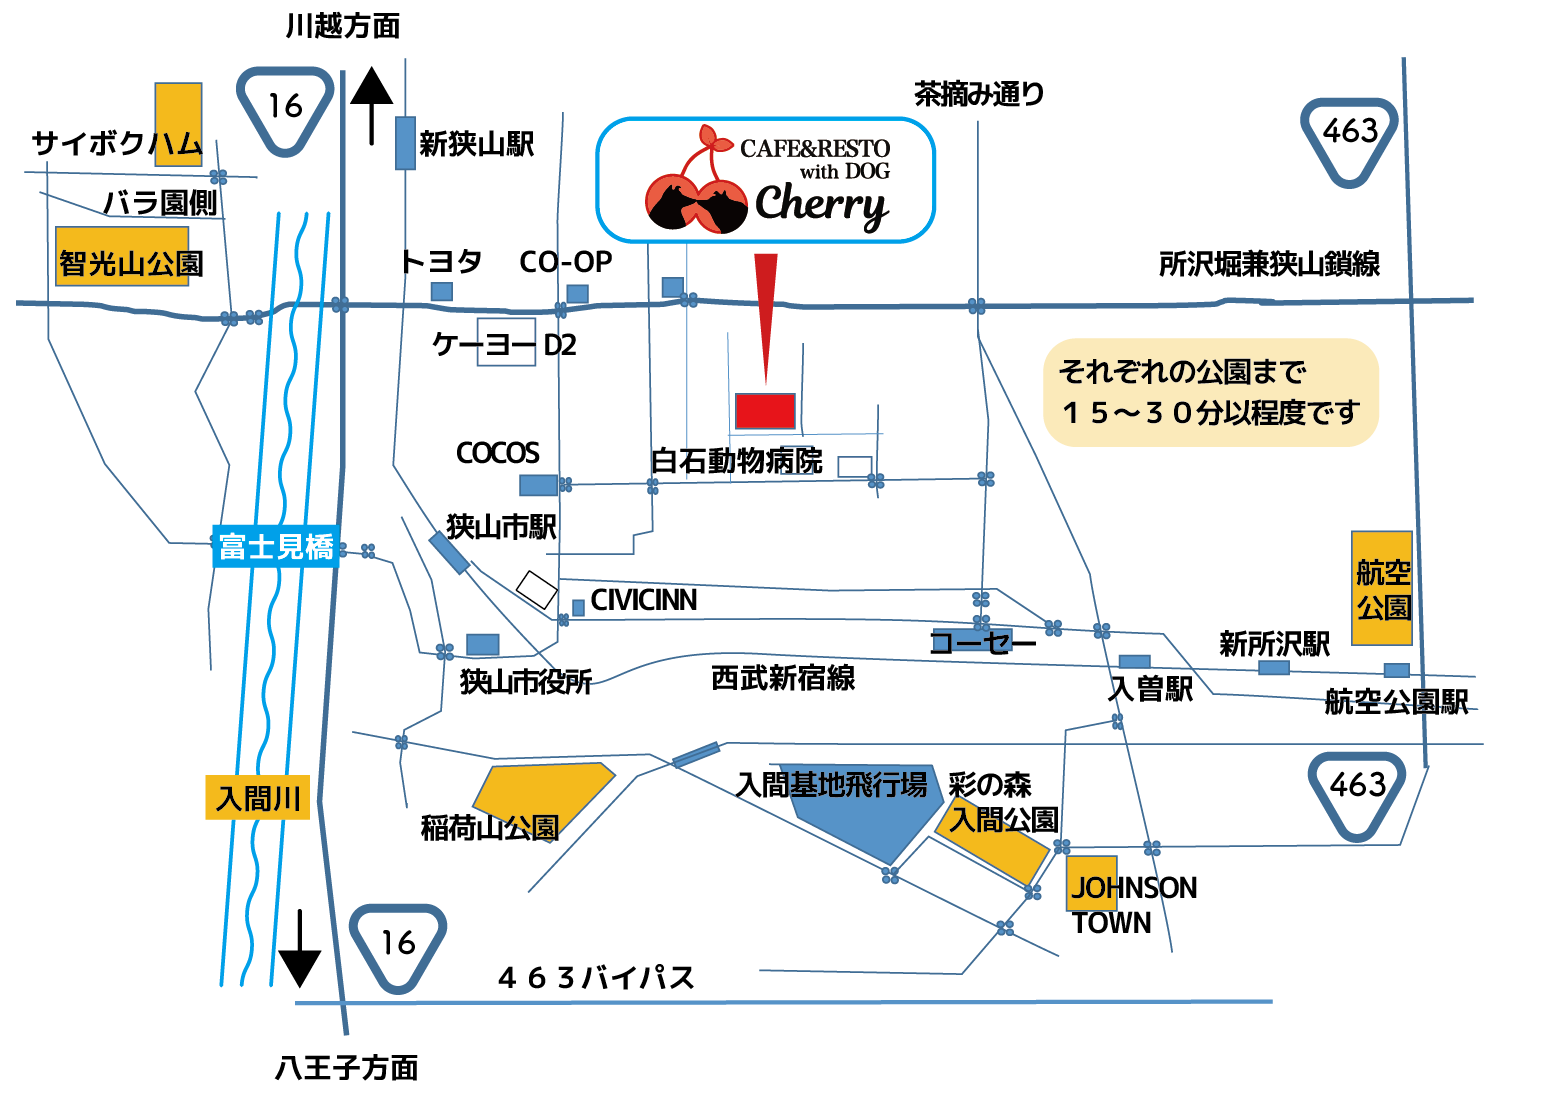 川越方面
16
茶摘み通り
463
サイボクハム
新狭山駅
CAFE&RESTO
with DOG
Cherry
バラ園側
智光山公園
トヨタ
CO-OP
所沢堀兼狭山鎖線
ケーヨー D2
それぞれの公園まで
１５～３０分以程度です
COCOS
白石動物病院
狭山市駅
富士見橋
航空
公園
CIVICINN
コーセー
新所沢駅
狭山市役所
西武新宿線
入曽駅
航空公園駅
入間川
入間基地飛行場
彩の森
入間公園
463
稲荷山公園
JOHNSON
TOWN
16
４６３バイパス
八王子方面